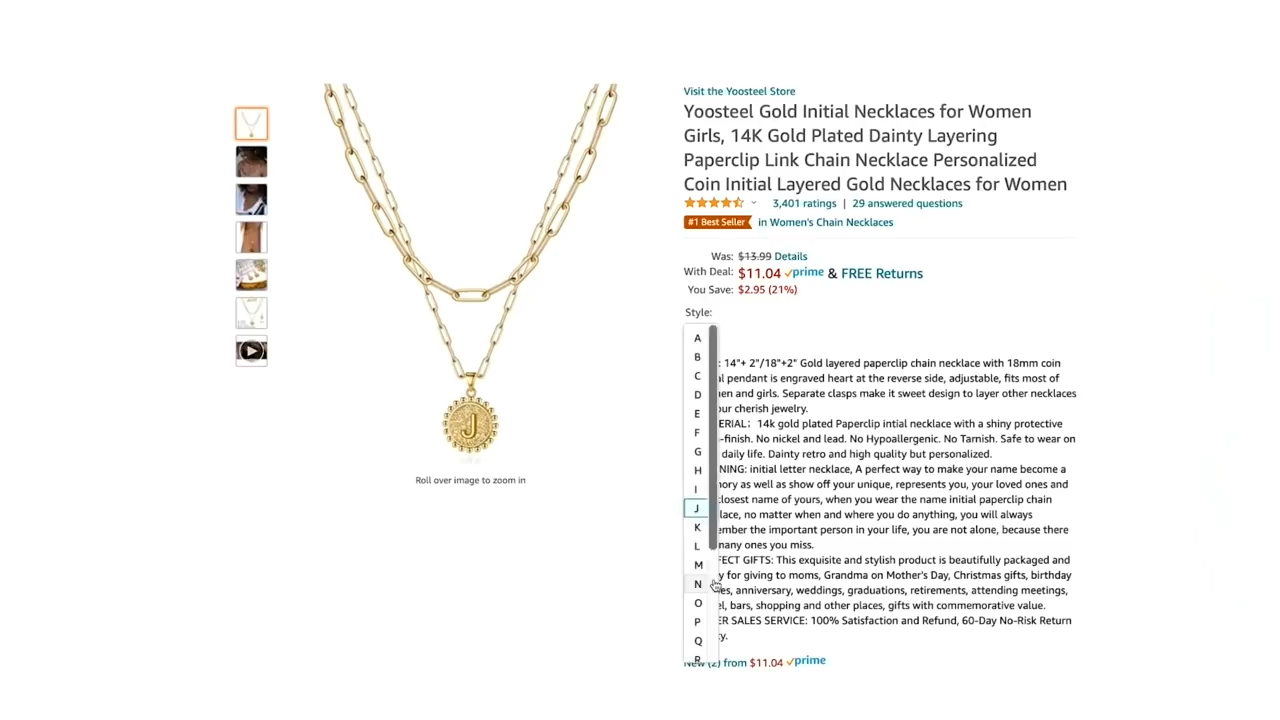 Visit the Yoosteel Store
Yoosteel Gold Initial Necklaces for Women
Girls, 14K Gold Plated Dainty Layering
Paperclip Link Chain Necklace Personalized
Coin Initial Layered Gold Necklaces for Women
3,401 ratings | 29 answered questions
#1 Best Seller in Women's Chain Necklaces
Was: $13.99 Details
With Deal: $11.04 prime & FREE Returns
You Save: $2.95 (21%)
Style:
A
B
C
D
E
F
G
H
I
J
K
L
M
N
O
P
Q
R
: 14"+ 2"/18"+2" Gold layered paperclip chain necklace with 18mm coin
al pendant is engraved heart at the reverse side, adjustable, fits most of
en and girls. Separate clasps make it sweet design to layer other necklaces
our cherish jewelry.
ERIAL: 14k gold plated Paperclip intial necklace with a shiny protective
-finish. No nickel and lead. No Hypoallergenic. No Tarnish. Safe to wear on
daily life. Dainty retro and high quality but personalized.
NING: initial letter necklace, A perfect way to make your name become a
ory as well as show off your unique, represents you, your loved ones and
closest name of yours, when you wear the name initial paperclip chain
lace, no matter when and where you do anything, you will always
ember the important person in your life, you are not alone, because there
many ones you miss.
FECT GIFTS: This exquisite and stylish product is beautifully packaged and
y for giving to moms, Grandma on Mother's Day, Christmas gifts, birthday
es, anniversary, weddings, graduations, retirements, attending meetings,
el, bars, shopping and other places, gifts with commemorative value.
ER SALES SERVICE: 100% Satisfaction and Refund, 60-Day No-Risk Return
cy.
New (2) from $11.04 prime
J
Roll over image to zoom in